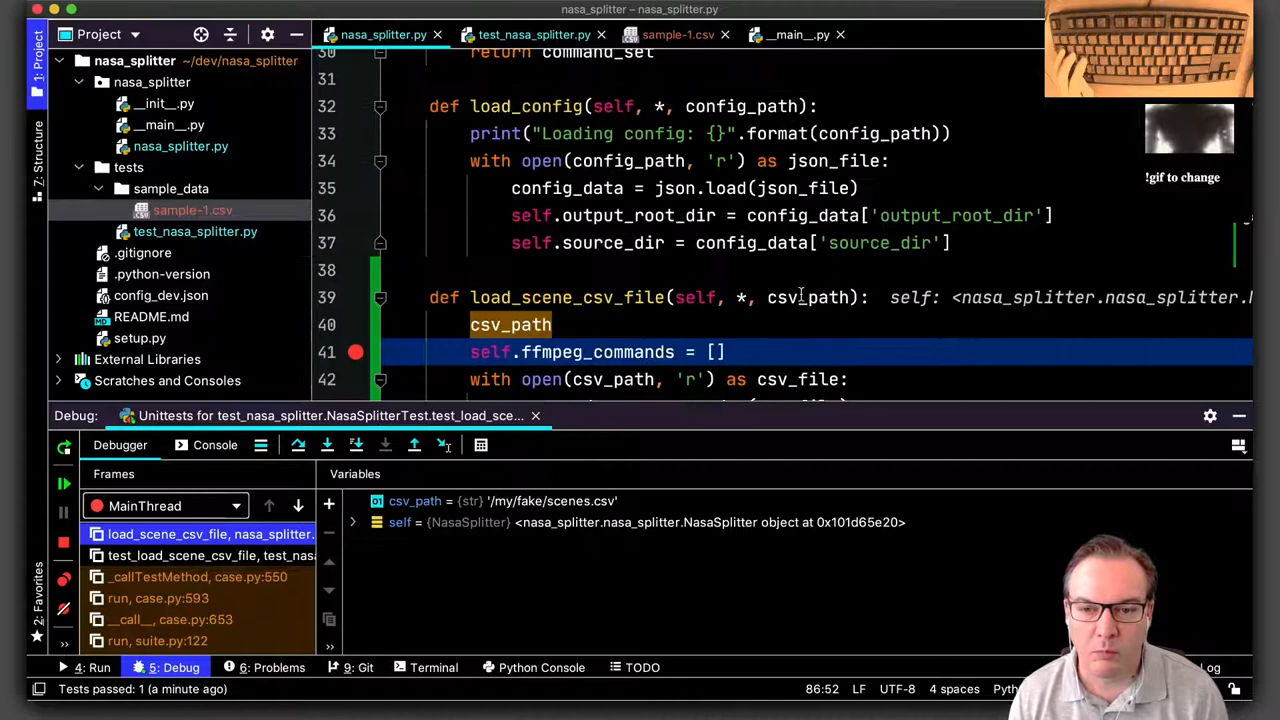 nasa_splitter – nasa_splitter.py
Project
nasa_splitter.py
test_nasa_splitter.py
sample-1.csv
__main__.py
1: Project
7: Structure
2: Favorites
nasa_splitter ~/dev/nasa_splitter
nasa_splitter
__init__.py
__main__.py
nasa_splitter.py
tests
sample_data
sample-1.csv
test_nasa_splitter.py
.gitignore
.python-version
config_dev.json
README.md
setup.py
External Libraries
Scratches and Consoles
30 return command_set
31
32 def load_config(self, *, config_path):
33 print("Loading config: {}".format(config_path))
34 with open(config_path, 'r') as json_file:
35 config_data = json.load(json_file)
36 self.output_root_dir = config_data['output_root_dir']
37 self.source_dir = config_data['source_dir']
38
39 def load_scene_csv_file(self, *, csv_path): self: <nasa_splitter.nasa_splitter.
40 csv_path
41 self.ffmpeg_commands = []
42 with open(csv_path, 'r') as csv_file:
!gif to change
Debug: Unittests for test_nasa_splitter.NasaSplitterTest.test_load_sce...
Debugger Console
Frames
Variables
MainThread
load_scene_csv_file, nasa_splitter.
test_load_scene_csv_file, test_nas
_callTestMethod, case.py:550
run, case.py:593
__call__, case.py:653
run, suite.py:122
csv_path = {str} '/my/fake/scenes.csv'
self = {NasaSplitter} <nasa_splitter.nasa_splitter.NasaSplitter object at 0x101d65e20>
4: Run 5: Debug 6: Problems 9: Git Terminal Python Console TODO Log
Tests passed: 1 (a minute ago) 86:52 LF UTF-8 4 spaces Pyth